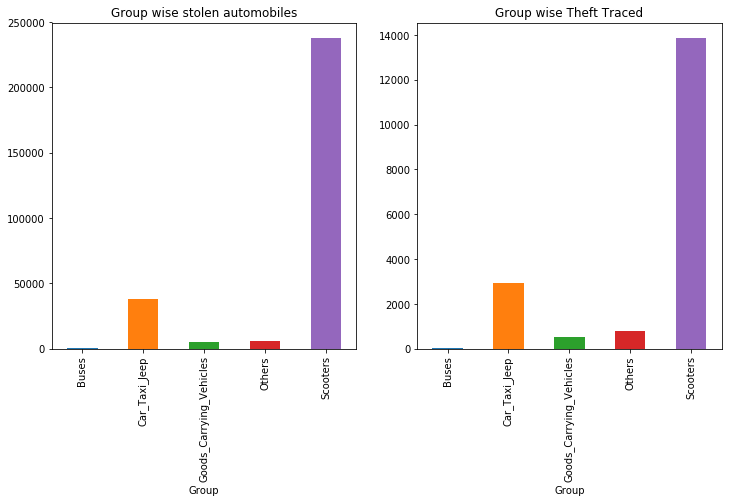 Group wise stolen automobiles
250000
200000
150000
100000
50000
0
Buses
Car_Taxi_Jeep
Goods_Carrying_Vehicles
Others
Scooters
Group
Group wise Theft Traced
14000
12000
10000
8000
6000
4000
2000
0
Buses
Car_Taxi_Jeep
Goods_Carrying_Vehicles
Others
Scooters
Group